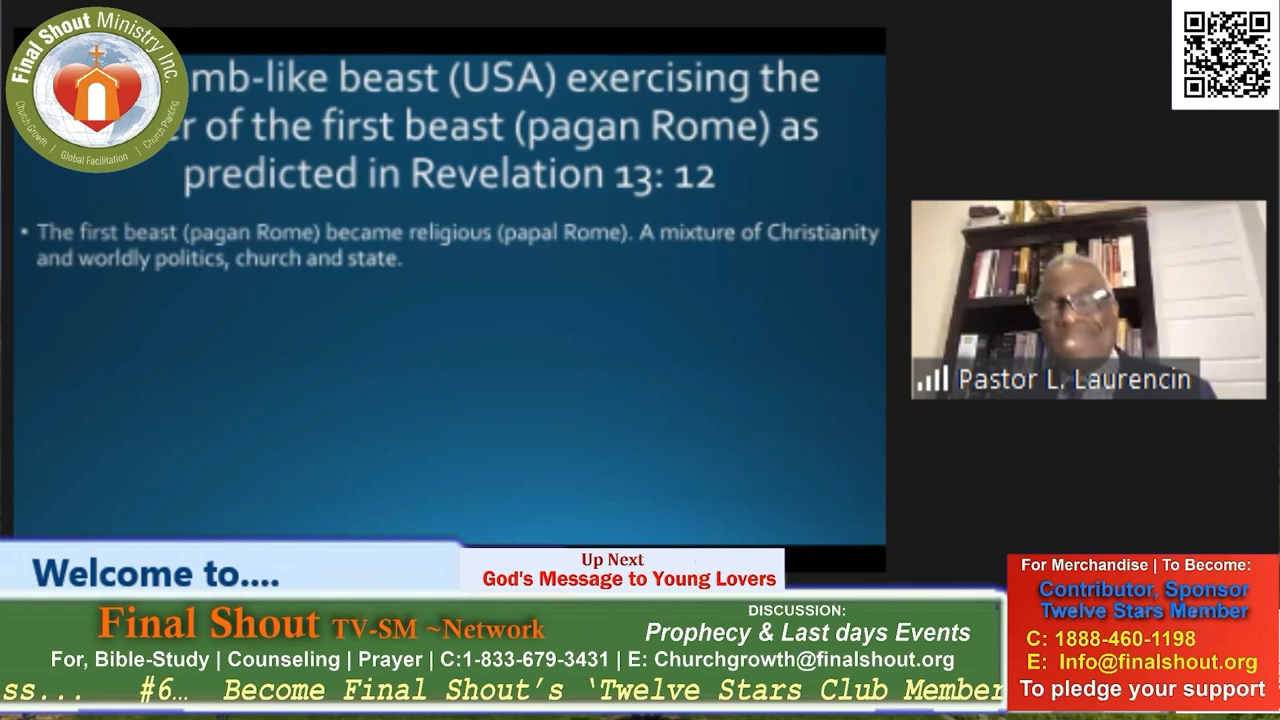 Final Shout Ministry Inc.
Church Growth | Global Facilitation | Church Planting
mb-like beast (USA) exercising the
er of the first beast (pagan Rome) as
predicted in Revelation 13: 12
• The first beast (pagan Rome) became religious (papal Rome). A mixture of Christianity
and worldly politics, church and state.
Pastor L. Laurencin
Welcome to....
Up Next
God's Message to Young Lovers
Final Shout TV-SM ~Network
DISCUSSION:
Prophecy & Last days Events
For, Bible-Study | Counseling | Prayer | C:1-833-679-3431 | E: Churchgrowth@finalshout.org
ss... #6… Become Final Shout's ‘Twelve Stars Club Member
For Merchandise | To Become:
Contributor, Sponsor
Twelve Stars Member
C: 1888-460-1198
E: Info@finalshout.org
To pledge your support